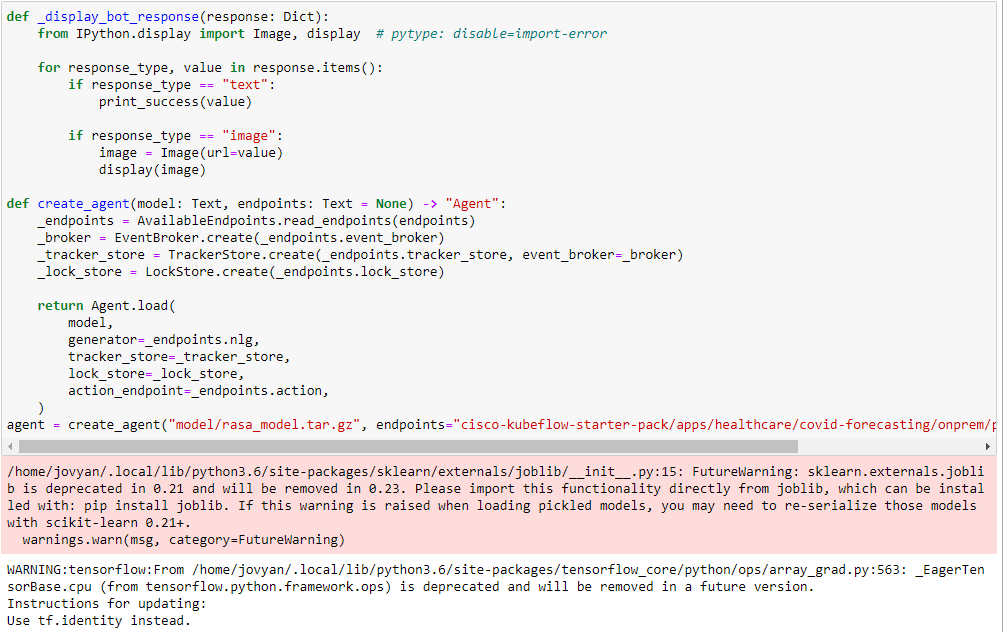 def _display_bot_response(response: Dict):
    from IPython.display import Image, display  # pytype: disable=import-error

    for response_type, value in response.items():
        if response_type == "text":
            print_success(value)

        if response_type == "image":
            image = Image(url=value)
            display(image)

def create_agent(model: Text, endpoints: Text = None) -> "Agent":
    _endpoints = AvailableEndpoints.read_endpoints(endpoints)
    _broker = EventBroker.create(_endpoints.event_broker)
    _tracker_store = TrackerStore.create(_endpoints.tracker_store, event_broker=_broker)
    _lock_store = LockStore.create(_endpoints.lock_store)

    return Agent.load(
        model,
        generator=_endpoints.nlg,
        tracker_store=_tracker_store,
        lock_store=_lock_store,
        action_endpoint=_endpoints.action,
    )
agent = create_agent("model/rasa_model.tar.gz", endpoints="cisco-kubeflow-starter-pack/apps/healthcare/covid-forecasting/onprem/
/home/jovyan/.local/lib/python3.6/site-packages/sklearn/externals/joblib/__init__.py:15: FutureWarning: sklearn.externals.jobli
b is deprecated in 0.21 and will be removed in 0.23. Please import this functionality directly from joblib, which can be instal
led with: pip install joblib. If this warning is raised when loading pickled models, you may need to re-serialize those models
with scikit-learn 0.21+.
  warnings.warn(msg, category=FutureWarning)
WARNING:tensorflow:From /home/jovyan/.local/lib/python3.6/site-packages/tensorflow_core/python/ops/array_grad.py:563: _EagerTen
sorBase.cpu (from tensorflow.python.framework.ops) is deprecated and will be removed in a future version.
Instructions for updating:
Use tf.identity instead.